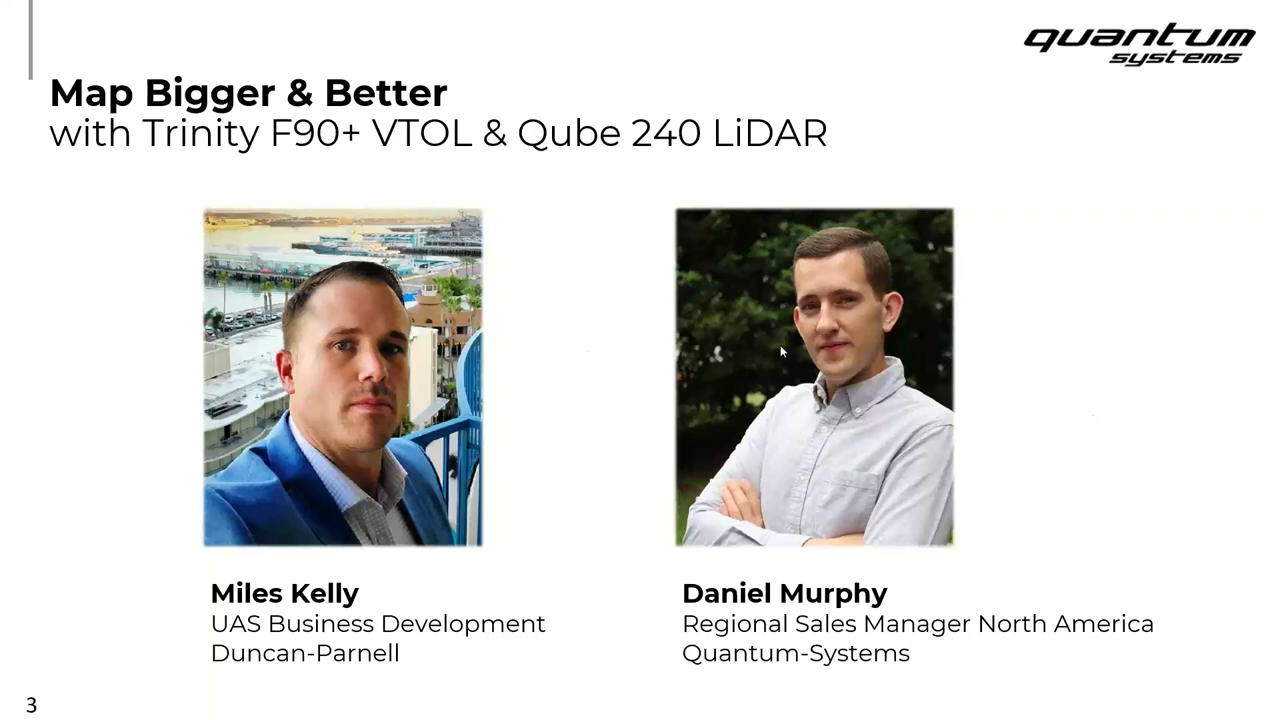 quantum
systems
Map Bigger & Better
with Trinity F90+ VTOL & Qube 240 LiDAR
Miles Kelly
UAS Business Development
Duncan-Parnell
Daniel Murphy
Regional Sales Manager North America
Quantum-Systems
3